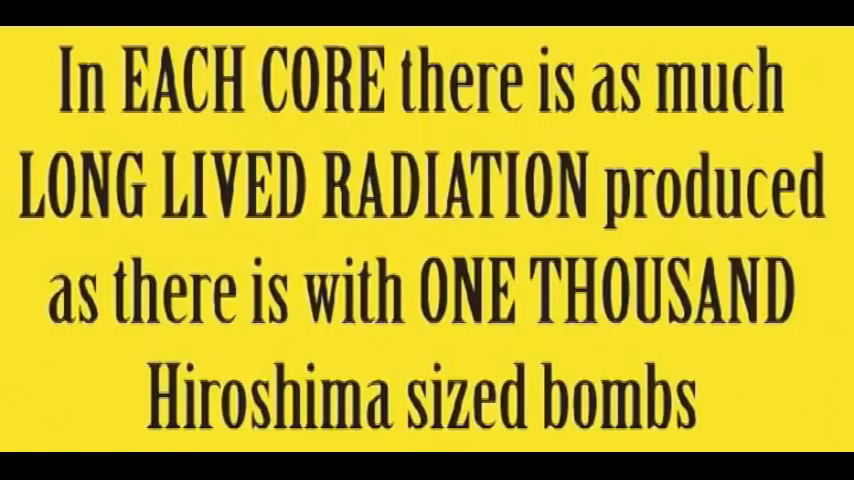 In EACH CORE there is as much
LONG LIVED RADIATION produced
as there is with ONE THOUSAND
Hiroshima sized bombs